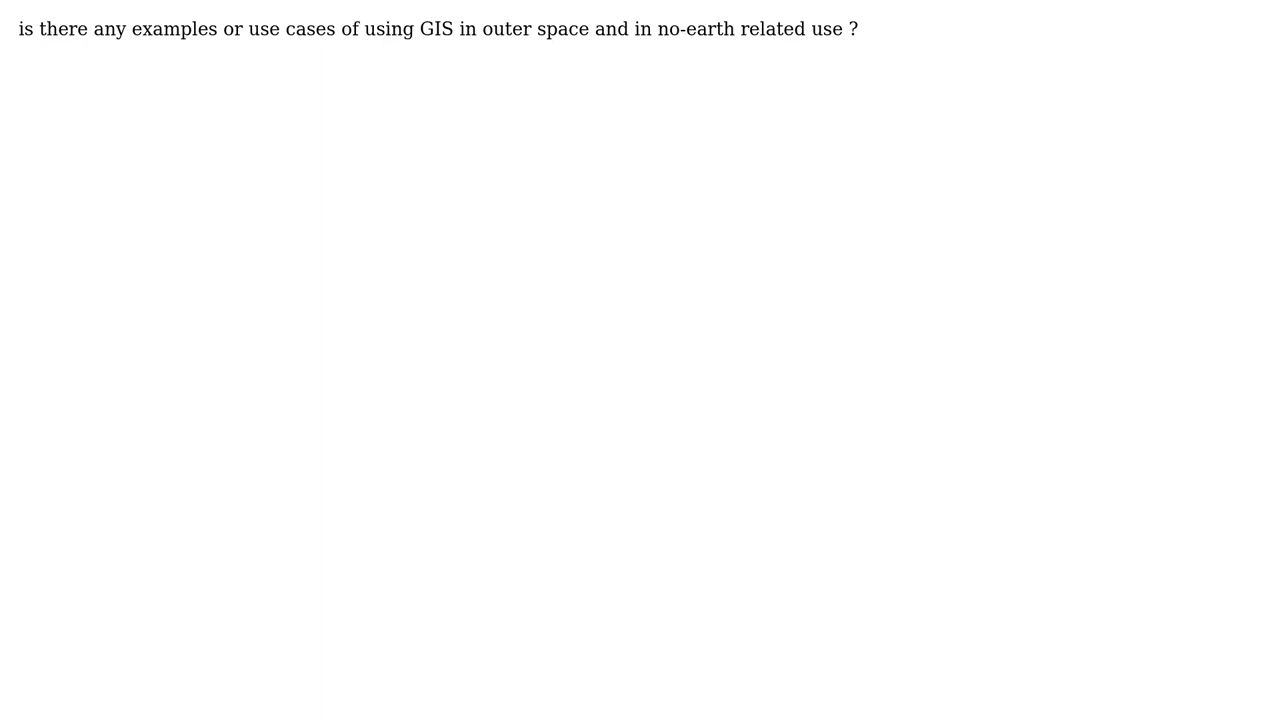 is there any examples or use cases of using GIS in outer space and in no-earth related use ?